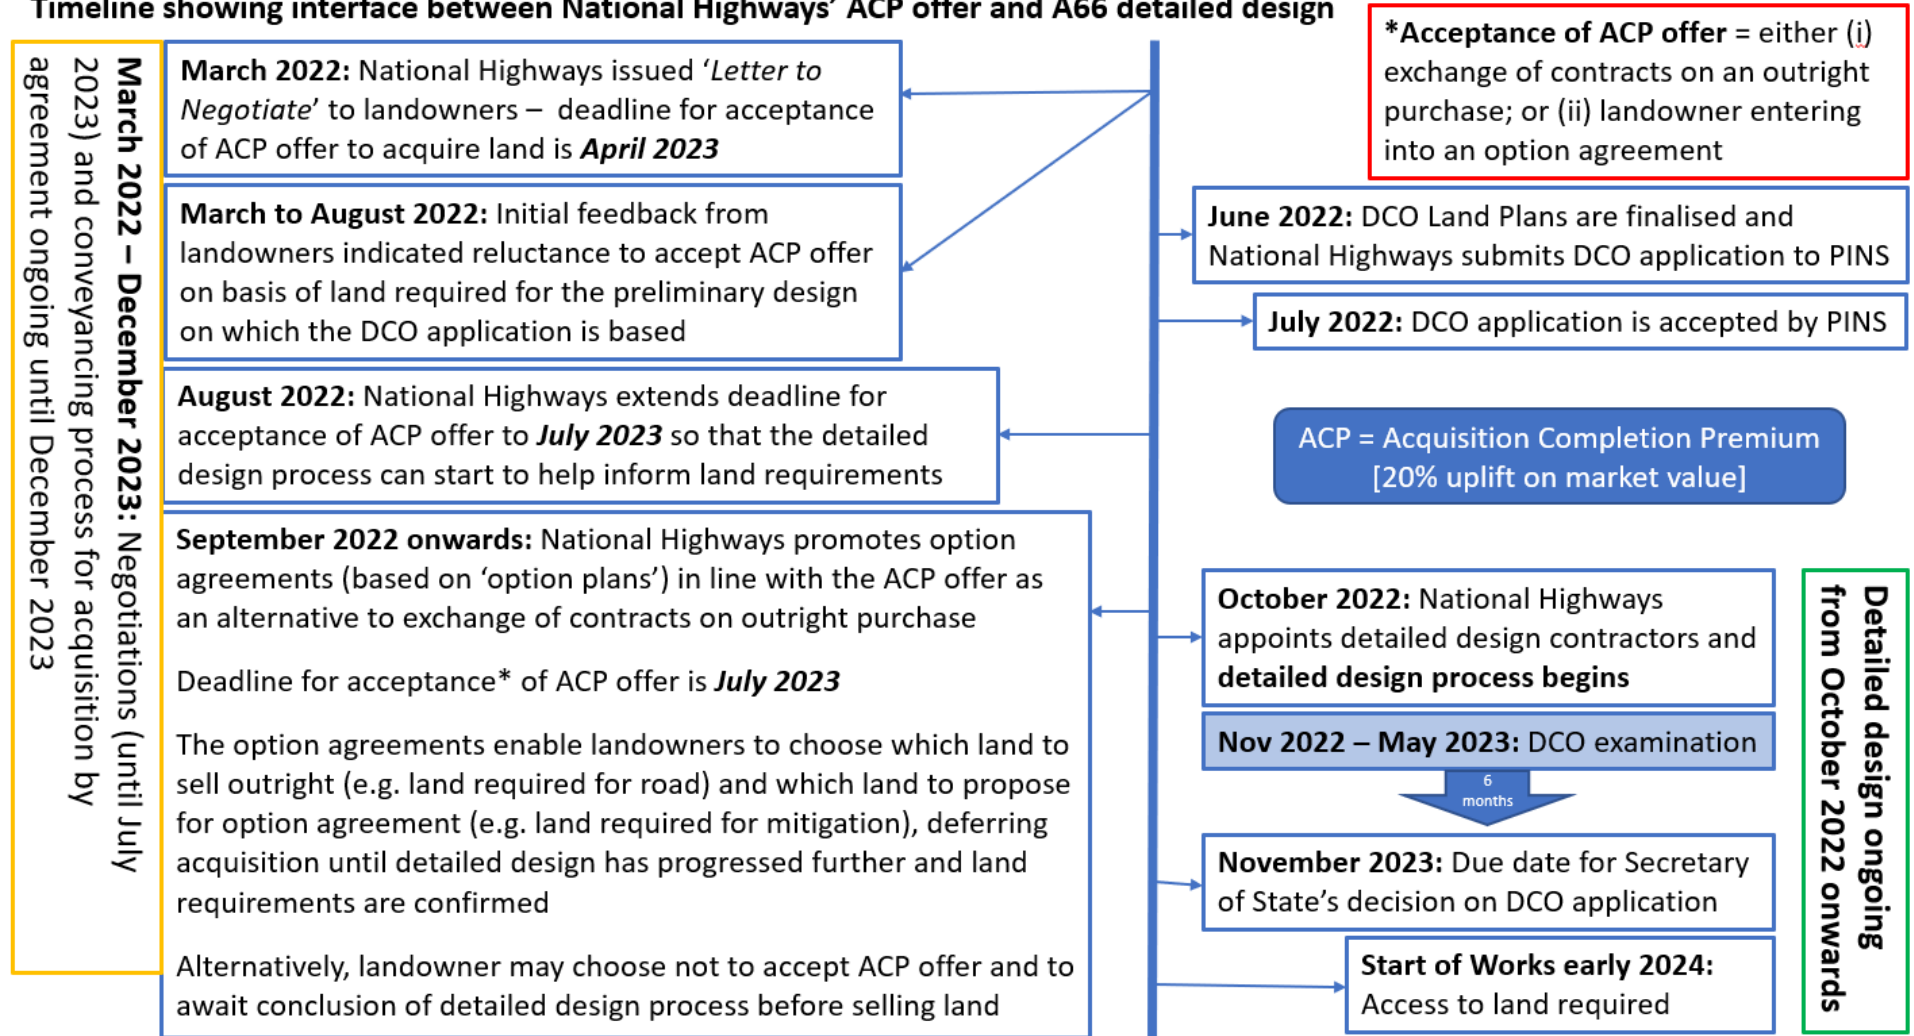 Timeline showing interface between National Highways’ ACP offer and A66 detailed design
March 2022 – December 2023: Negotiations (until July
2023) and conveyancing process for acquisition by
agreement ongoing until December 2023
March 2022: National Highways issued ‘Letter to
Negotiate’ to landowners – deadline for acceptance
of ACP offer to acquire land is April 2023
March to August 2022: Initial feedback from
landowners indicated reluctance to accept ACP offer
on basis of land required for the preliminary design
on which the DCO application is based
August 2022: National Highways extends deadline for
acceptance of ACP offer to July 2023 so that the detailed
design process can start to help inform land requirements
September 2022 onwards: National Highways promotes option
agreements (based on ‘option plans’) in line with the ACP offer as
an alternative to exchange of contracts on outright purchase
Deadline for acceptance* of ACP offer is July 2023
The option agreements enable landowners to choose which land to
sell outright (e.g. land required for road) and which land to propose
for option agreement (e.g. land required for mitigation), deferring
acquisition until detailed design has progressed further and land
requirements are confirmed
Alternatively, landowner may choose not to accept ACP offer and to
await conclusion of detailed design process before selling land
*Acceptance of ACP offer = either (i)
exchange of contracts on an outright
purchase; or (ii) landowner entering
into an option agreement
June 2022: DCO Land Plans are finalised and
National Highways submits DCO application to PINS
July 2022: DCO application is accepted by PINS
ACP = Acquisition Completion Premium
[20% uplift on market value]
October 2022: National Highways
appoints detailed design contractors and
detailed design process begins
Nov 2022 – May 2023: DCO examination
6
months
November 2023: Due date for Secretary
of State’s decision on DCO application
Start of Works early 2024:
Access to land required
Detailed design ongoing
from October 2022 onwards